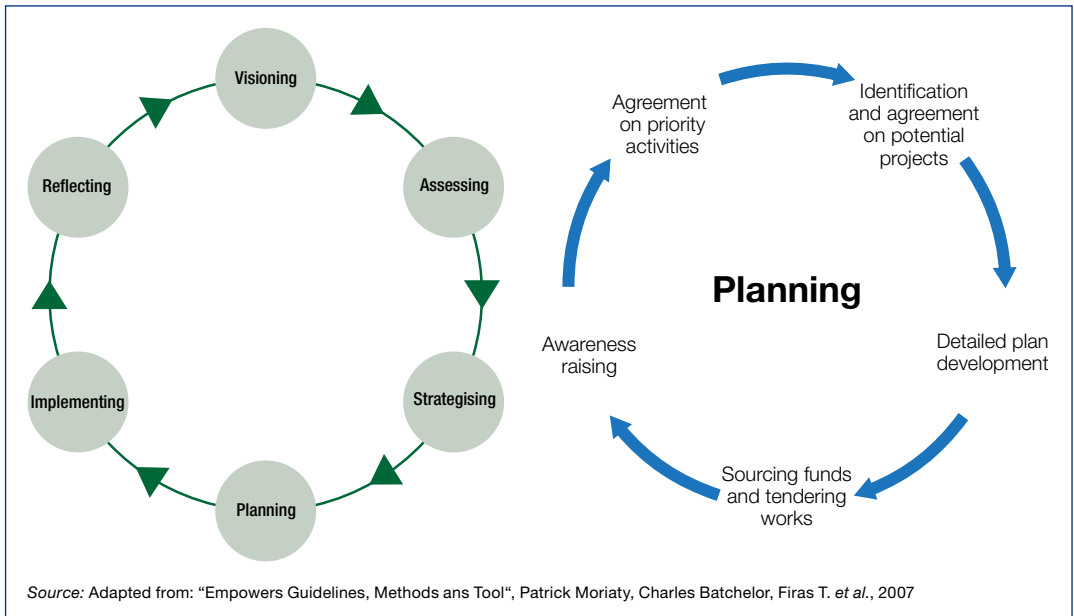 Visioning
Assessing
Strategising
Planning
Implementing
Reflecting
Planning
Agreement
on priority
activities
Identification
and agreement
on potential
projects
Detailed plan
development
Sourcing funds
and tendering
works
Awareness
raising
Source: Adapted from: “Empowers Guidelines, Methods ans Tool“, Patrick Moriaty, Charles Batchelor, Firas T. et al., 2007